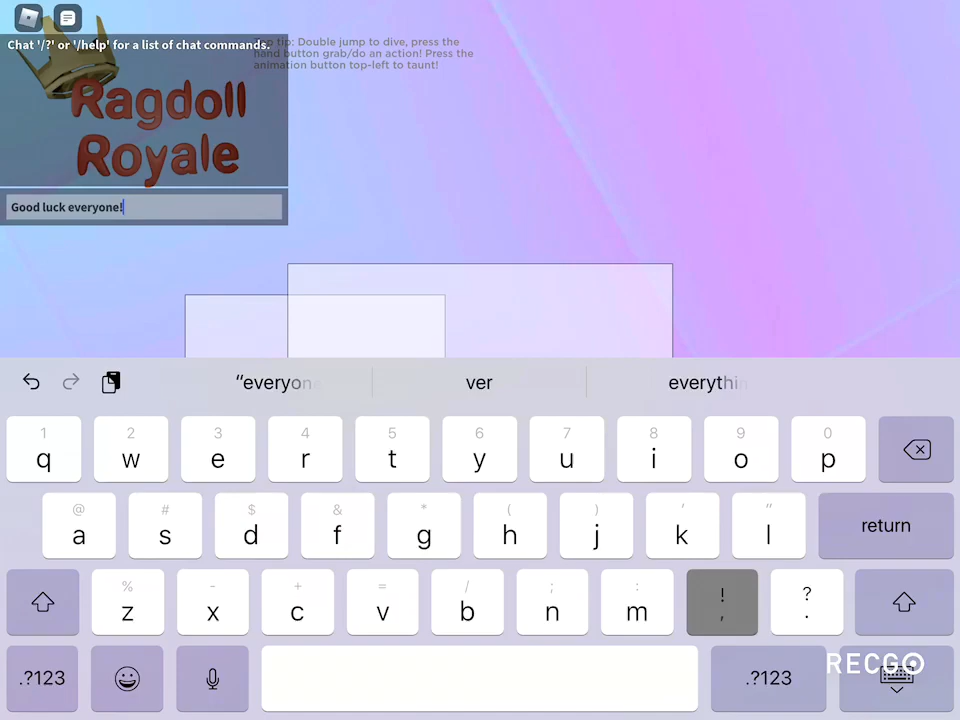 Chat '/?' or '/help' for a list of chat commands.
Top tip: Double jump to dive, press the
hand button grab/do an action! Press the
animation button top-left to taunt!
Ragdoll
Royale
Good luck everyone!
“everyon ver everythin
1 2 3 4 5 6 7 8 9 0
q w e r t y u i o p
@ # $ & * ( ) ' "
a s d f g h j k l return
% - + = / ; : ! ?
z x c v b n m , .
.?123 .?123
RECGO